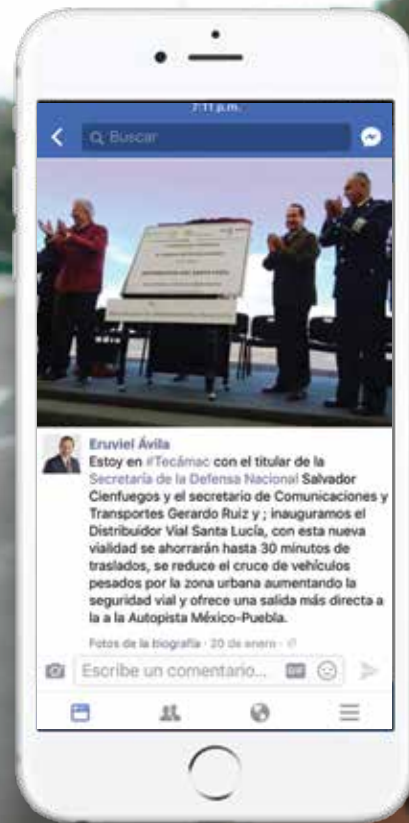 7:11 p.m.
Buscar
Eruviel Ávila
Estoy en #Tecámac con el titular de la
Secretaría de la Defensa Nacional Salvador
Cienfuegos y el secretario de Comunicaciones y
Transportes Gerardo Ruiz y ; inauguramos el
Distribuidor Vial Santa Lucía, con esta nueva
vialidad se ahorrarán hasta 30 minutos de
traslados, se reduce el cruce de vehículos
pesados por la zona urbana aumentando la
seguridad vial y ofrece una salida más directa a
la a la Autopista México-Puebla.
Fotos de la biografía · 20 de enero ·
Escribe un comentario...
GIF